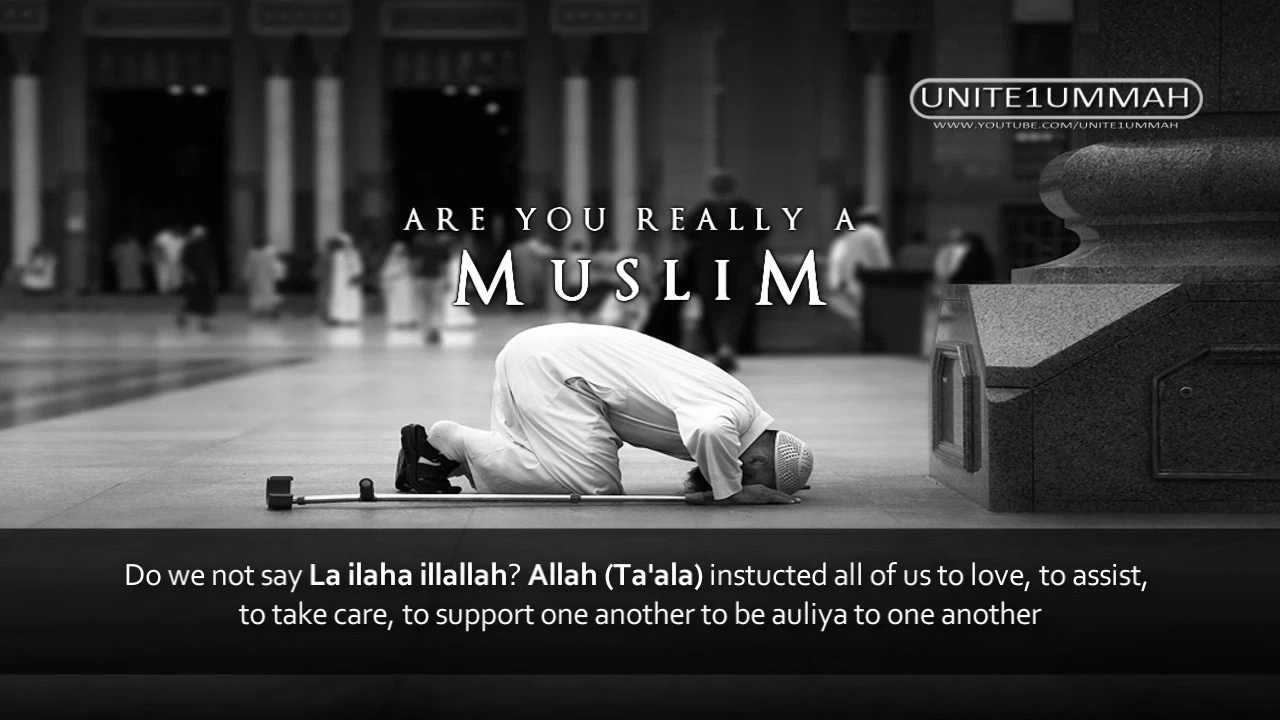 UNITE1UMMAH
WWW.YOUTUBE.COM/UNITE1UMMAH
ARE YOU REALLY A
MUSLIM
Do we not say La ilaha illallah? Allah (Ta'ala) instucted all of us to love, to assist,
to take care, to support one another to be auliya to one another